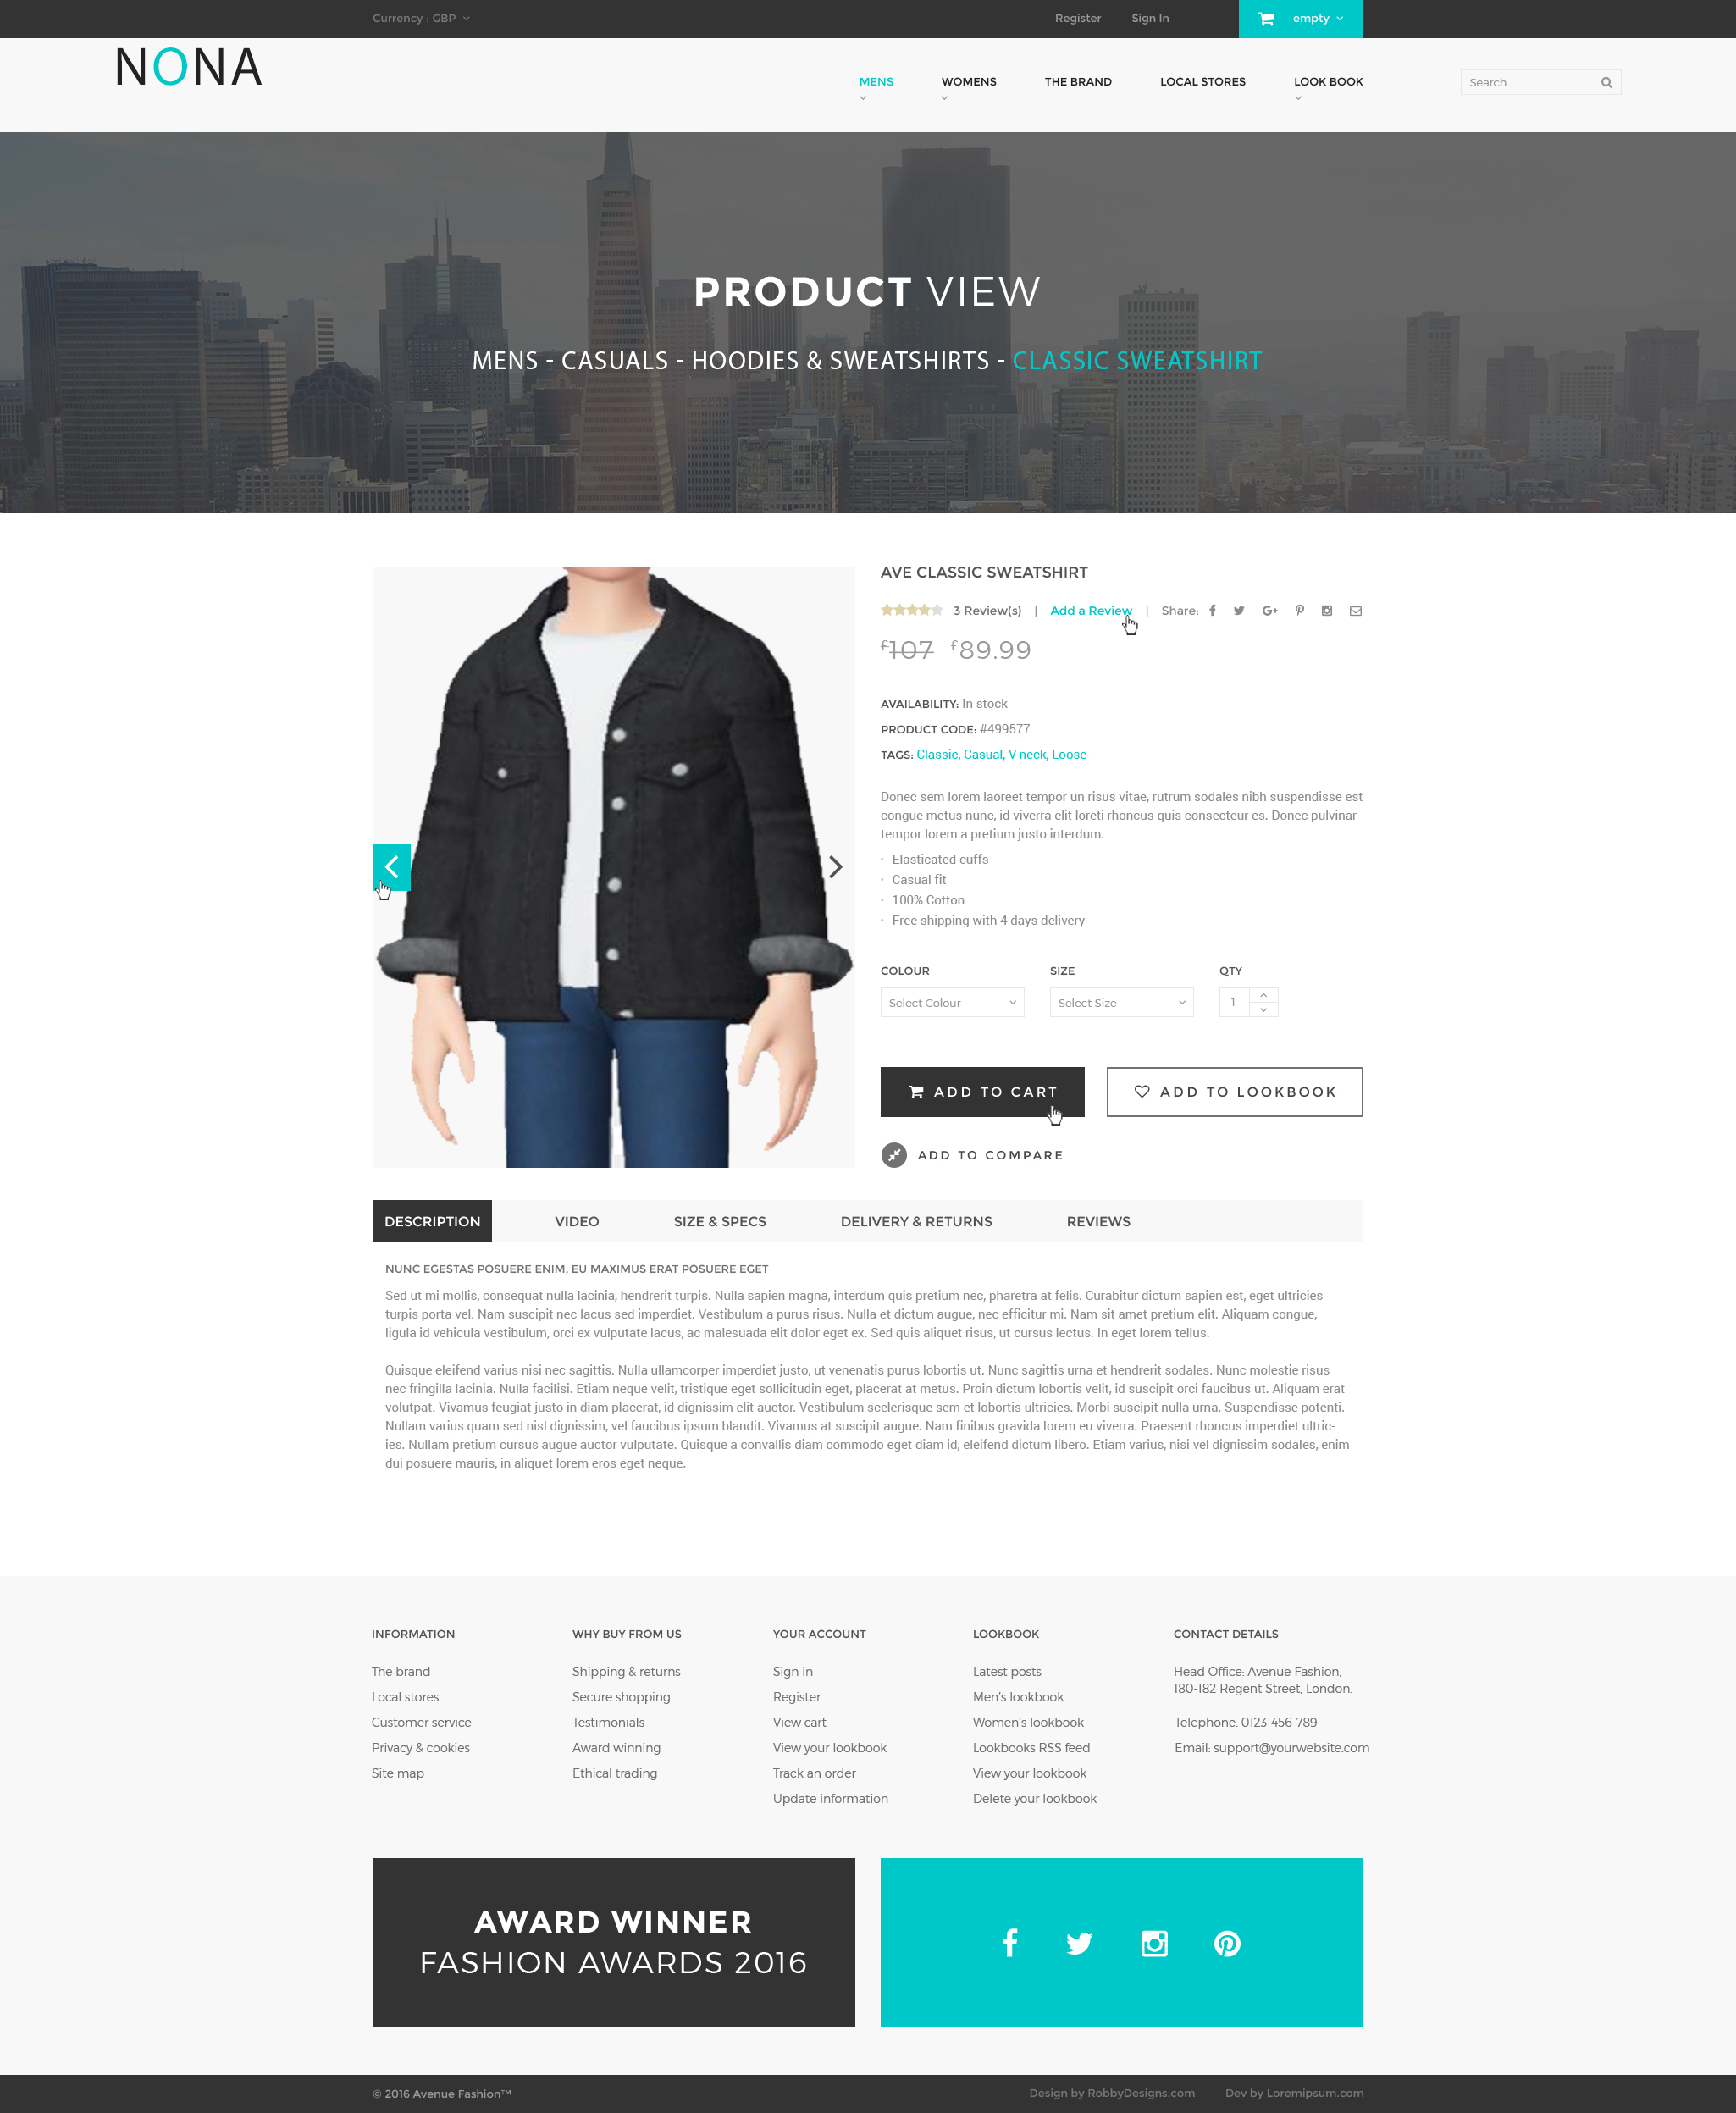 Currency : GBP
Register
Sign In
empty
NONA
MENS
WOMENS
THE BRAND
LOCAL STORES
LOOK BOOK
Search..
PRODUCT VIEW
MENS - CASUALS - HOODIES & SWEATSHIRTS - CLASSIC SWEATSHIRT
AVE CLASSIC SWEATSHIRT
3 Review(s) | Add a Review | Share:
£107 £89.99
AVAILABILITY: In stock
PRODUCT CODE: #499577
TAGS: Classic, Casual, V-neck, Loose
Donec sem lorem laoreet tempor un risus vitae, rutrum sodales nibh suspendisse est
congue metus nunc, id viverra elit loreti rhoncus quis consecteur es. Donec pulvinar
tempor lorem a pretium justo interdum.
Elasticated cuffs
Casual fit
100% Cotton
Free shipping with 4 days delivery
COLOUR
SIZE
QTY
Select Colour
Select Size
1
ADD TO CART
ADD TO LOOKBOOK
ADD TO COMPARE
DESCRIPTION
VIDEO
SIZE & SPECS
DELIVERY & RETURNS
REVIEWS
NUNC EGESTAS POSUERE ENIM, EU MAXIMUS ERAT POSUERE EGET
Sed ut mi mollis, consequat nulla lacinia, hendrerit turpis. Nulla sapien magna, interdum quis pretium nec, pharetra at felis. Curabitur dictum sapien est, eget ultricies
turpis porta vel. Nam suscipit nec lacus sed imperdiet. Vestibulum a purus risus. Nulla et dictum augue, nec efficitur mi. Nam sit amet pretium elit. Aliquam congue,
ligula id vehicula vestibulum, orci ex vulputate lacus, ac malesuada elit dolor eget ex. Sed quis aliquet risus, ut cursus lectus. In eget lorem tellus.
Quisque eleifend varius nisi nec sagittis. Nulla ullamcorper imperdiet justo, ut venenatis purus lobortis ut. Nunc sagittis urna et hendrerit sodales. Nunc molestie risus
nec fringilla lacinia. Nulla facilisi. Etiam neque velit, tristique eget sollicitudin eget, placerat at metus. Proin dictum lobortis velit, id suscipit orci faucibus ut. Aliquam erat
volutpat. Vivamus feugiat justo in diam placerat, id dignissim elit auctor. Vestibulum scelerisque sem et lobortis ultricies. Morbi suscipit nulla urna. Suspendisse potenti.
Nullam varius quam sed nisl dignissim, vel faucibus ipsum blandit. Vivamus at suscipit augue. Nam finibus gravida lorem eu viverra. Praesent rhoncus imperdiet ultric-
ies. Nullam pretium cursus augue auctor vulputate. Quisque a convallis diam commodo eget diam id, eleifend dictum libero. Etiam varius, nisi vel dignissim sodales, enim
dui posuere mauris, in aliquet lorem eros eget neque.
INFORMATION
The brand
Local stores
Customer service
Privacy & cookies
Site map
WHY BUY FROM US
Shipping & returns
Secure shopping
Testimonials
Award winning
Ethical trading
YOUR ACCOUNT
Sign in
Register
View cart
View your lookbook
Track an order
Update information
LOOKBOOK
Latest posts
Men's lookbook
Women's lookbook
Lookbooks RSS feed
View your lookbook
Delete your lookbook
CONTACT DETAILS
Head Office: Avenue Fashion,
180-182 Regent Street, London.
Telephone: 0123-456-789
Email: support@yourwebsite.com
AWARD WINNER
FASHION AWARDS 2016
© 2016 Avenue Fashion™
Design by RobbyDesigns.com
Dev by Loremipsum.com